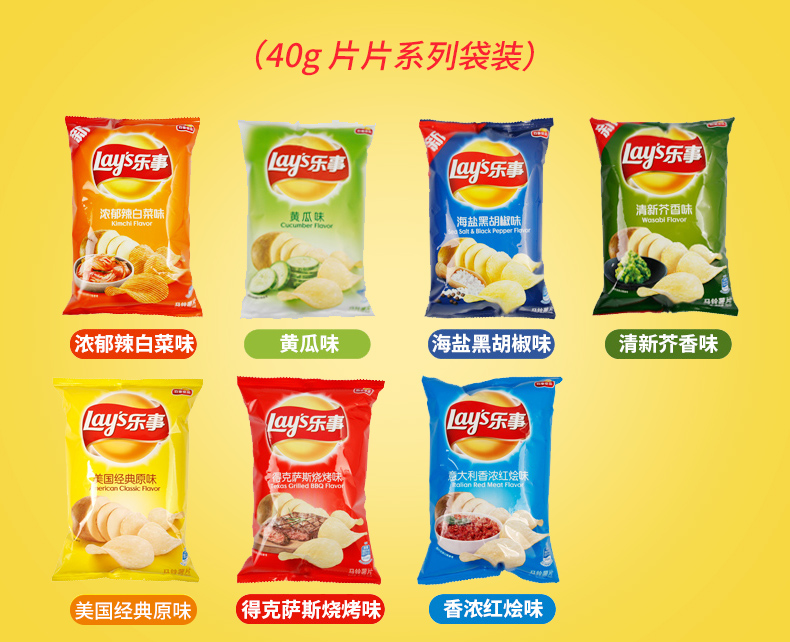 （40g 片片系列袋装）
新
Lay's乐事
浓郁辣白菜味
Kimchi Flavor
Lay's乐事
黄瓜味
Cucumber Flavor
新
Lay's乐事
海盐黑胡椒味
Sea Salt & Black Pepper Flavor
新
Lay's乐事
清新芥香味
Wasabi Flavor
马铃薯片
浓郁辣白菜味
黄瓜味
海盐黑胡椒味
清新芥香味
Lay's乐事
美国经典原味
American Classic Flavor
马铃薯片
Lay's乐事
得克萨斯烧烤味
Texas Grilled BBQ Flavor
马铃薯片
Lay's乐事
意大利香浓红烩味
Italian Red Meat Flavor
马铃薯片
美国经典原味
得克萨斯烧烤味
香浓红烩味